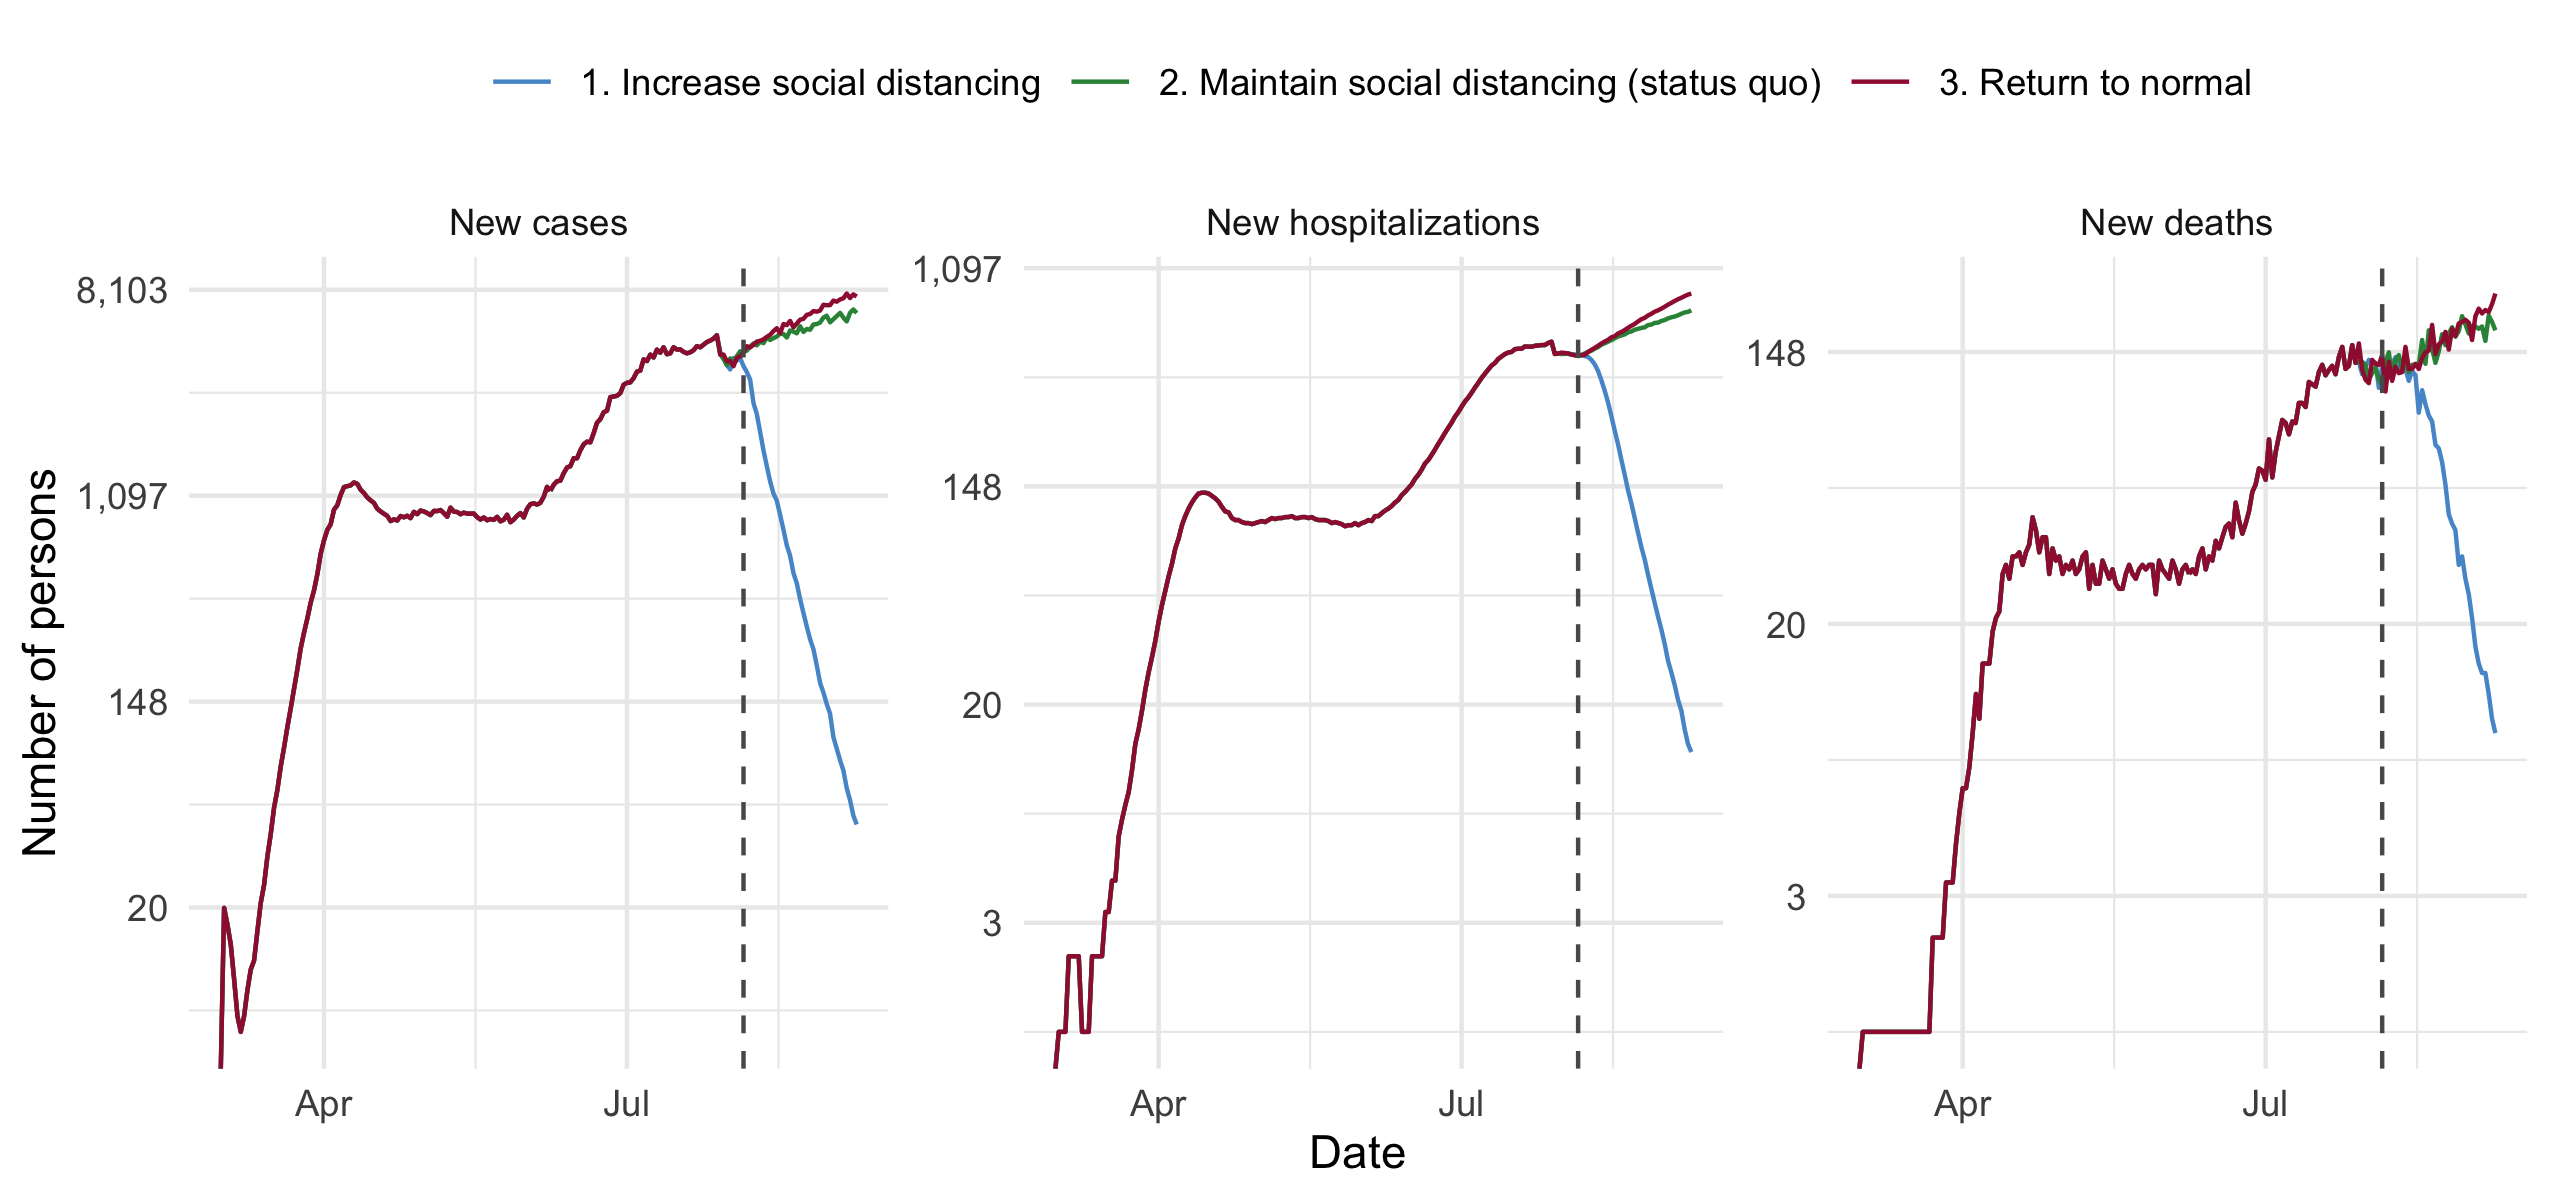 1. Increase social distancing
2. Maintain social distancing (status quo)
3. Return to normal
New cases
New hospitalizations
New deaths
Number of persons
8,103
1,097
148
20
1,097
148
20
3
148
20
3
Apr
Jul
Apr
Jul
Apr
Jul
Date